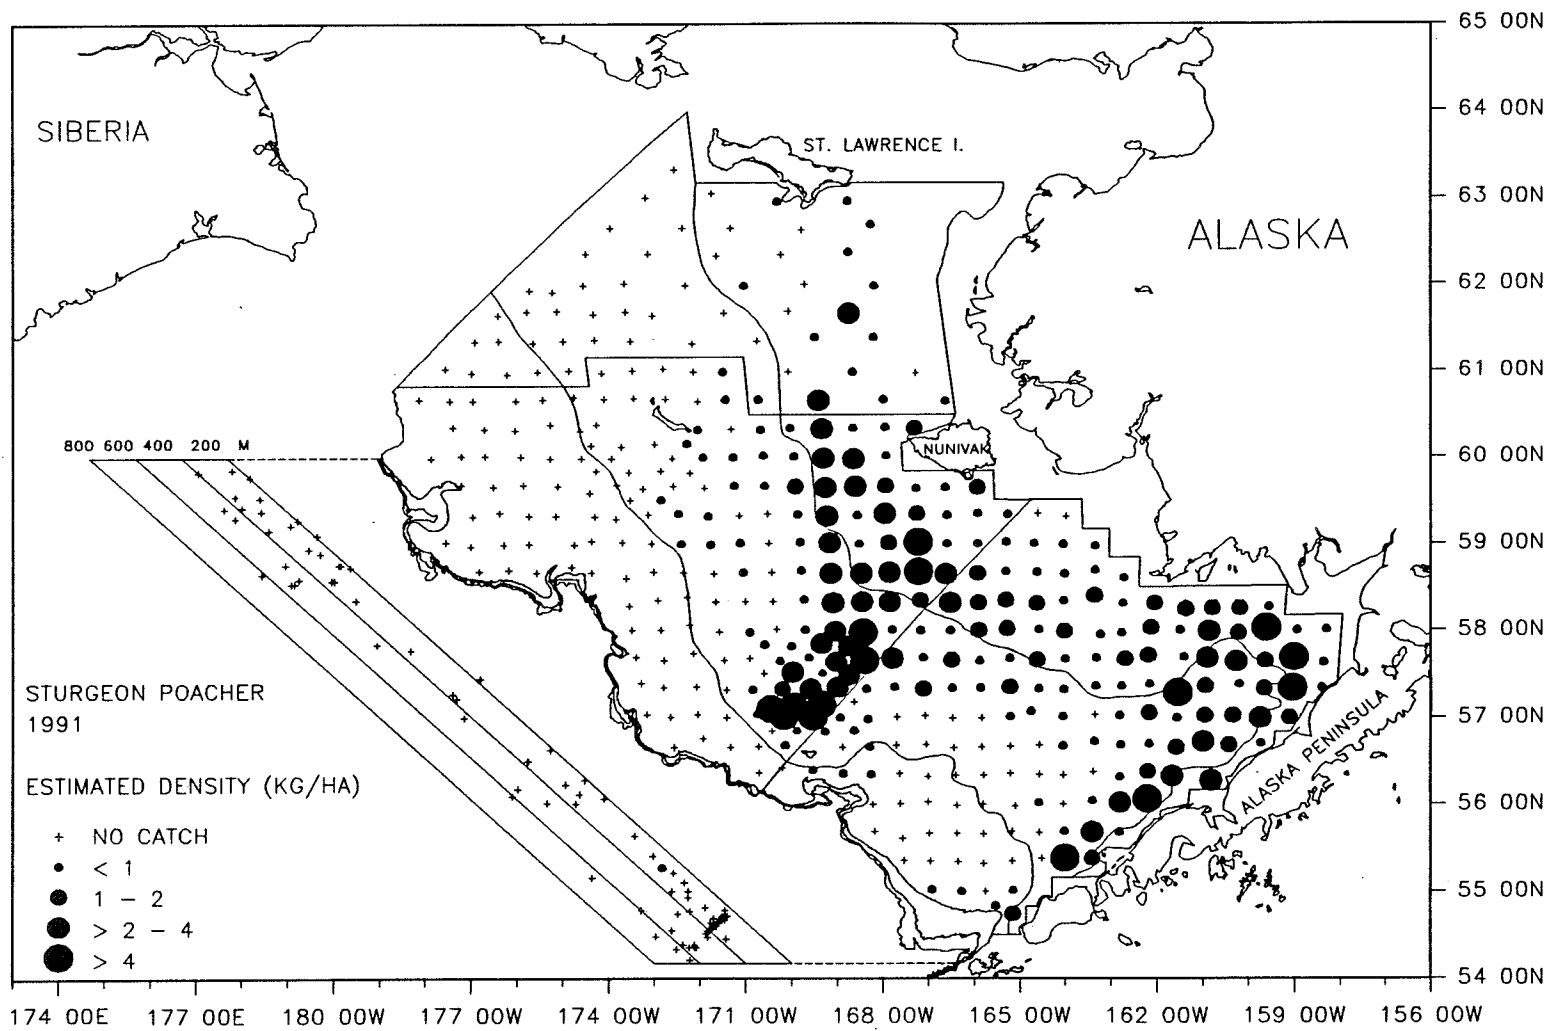 65 00N
64 00N
SIBERIA
ST. LAWRENCE I.
63 00N
ALASKA
62 00N
61 00N
800 600 400 200 M
NUNIVAK
60 00N
59 00N
58 00N
STURGEON POACHER
1991
57 00N
ALASKA PENINSULA
ESTIMATED DENSITY (KG/HA)
56 00N
+ NO CATCH
< 1
1 – 2
> 2 – 4
> 4
55 00N
54 00N
174 00E 177 00E 180 00W 177 00W 174 00W 171 00W 168 00W 165 00W 162 00W 159 00W 156 00W